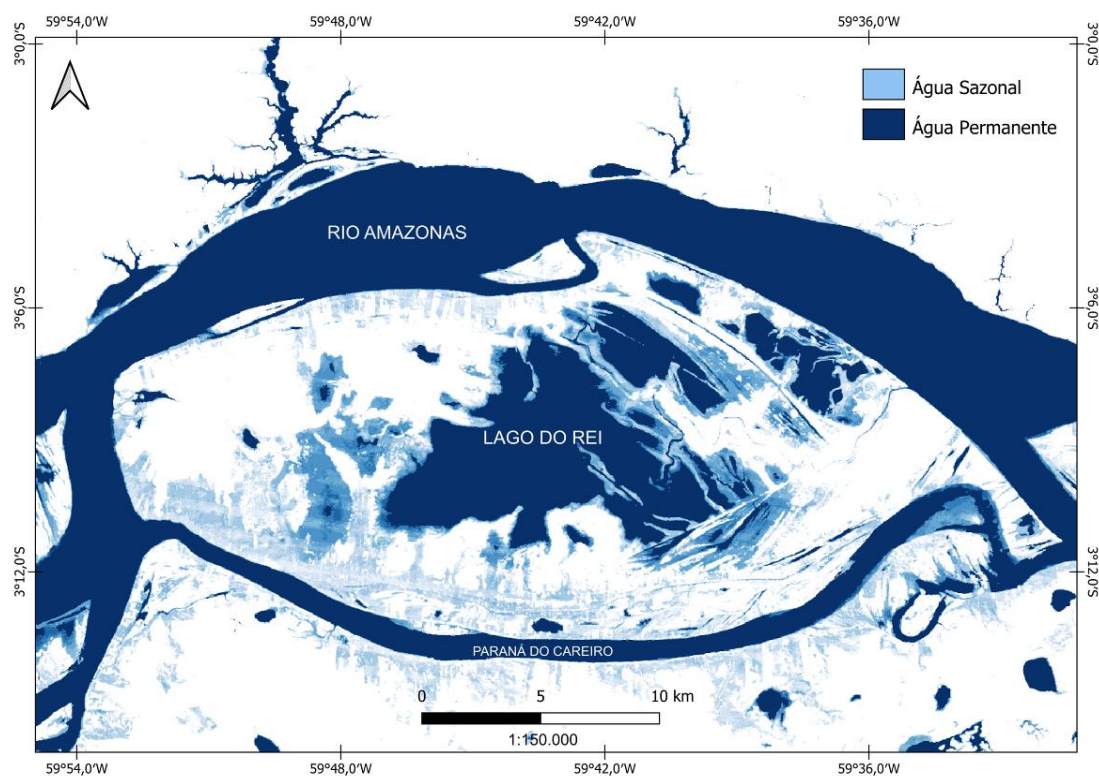 59°54,0'W 59°48,0'W 59°42,0'W 59°36,0'W
3°0,0'S 3°0,0'S
Água Sazonal
Água Permanente
RIO AMAZONAS
3°6,0'S 3°6,0'S
LAGO DO REI
3°12,0'S 3°12,0'S
PARANÁ DO CAREIRO
0 5 10 km
1:150.000
59°54,0'W 59°48,0'W 59°42,0'W 59°36,0'W